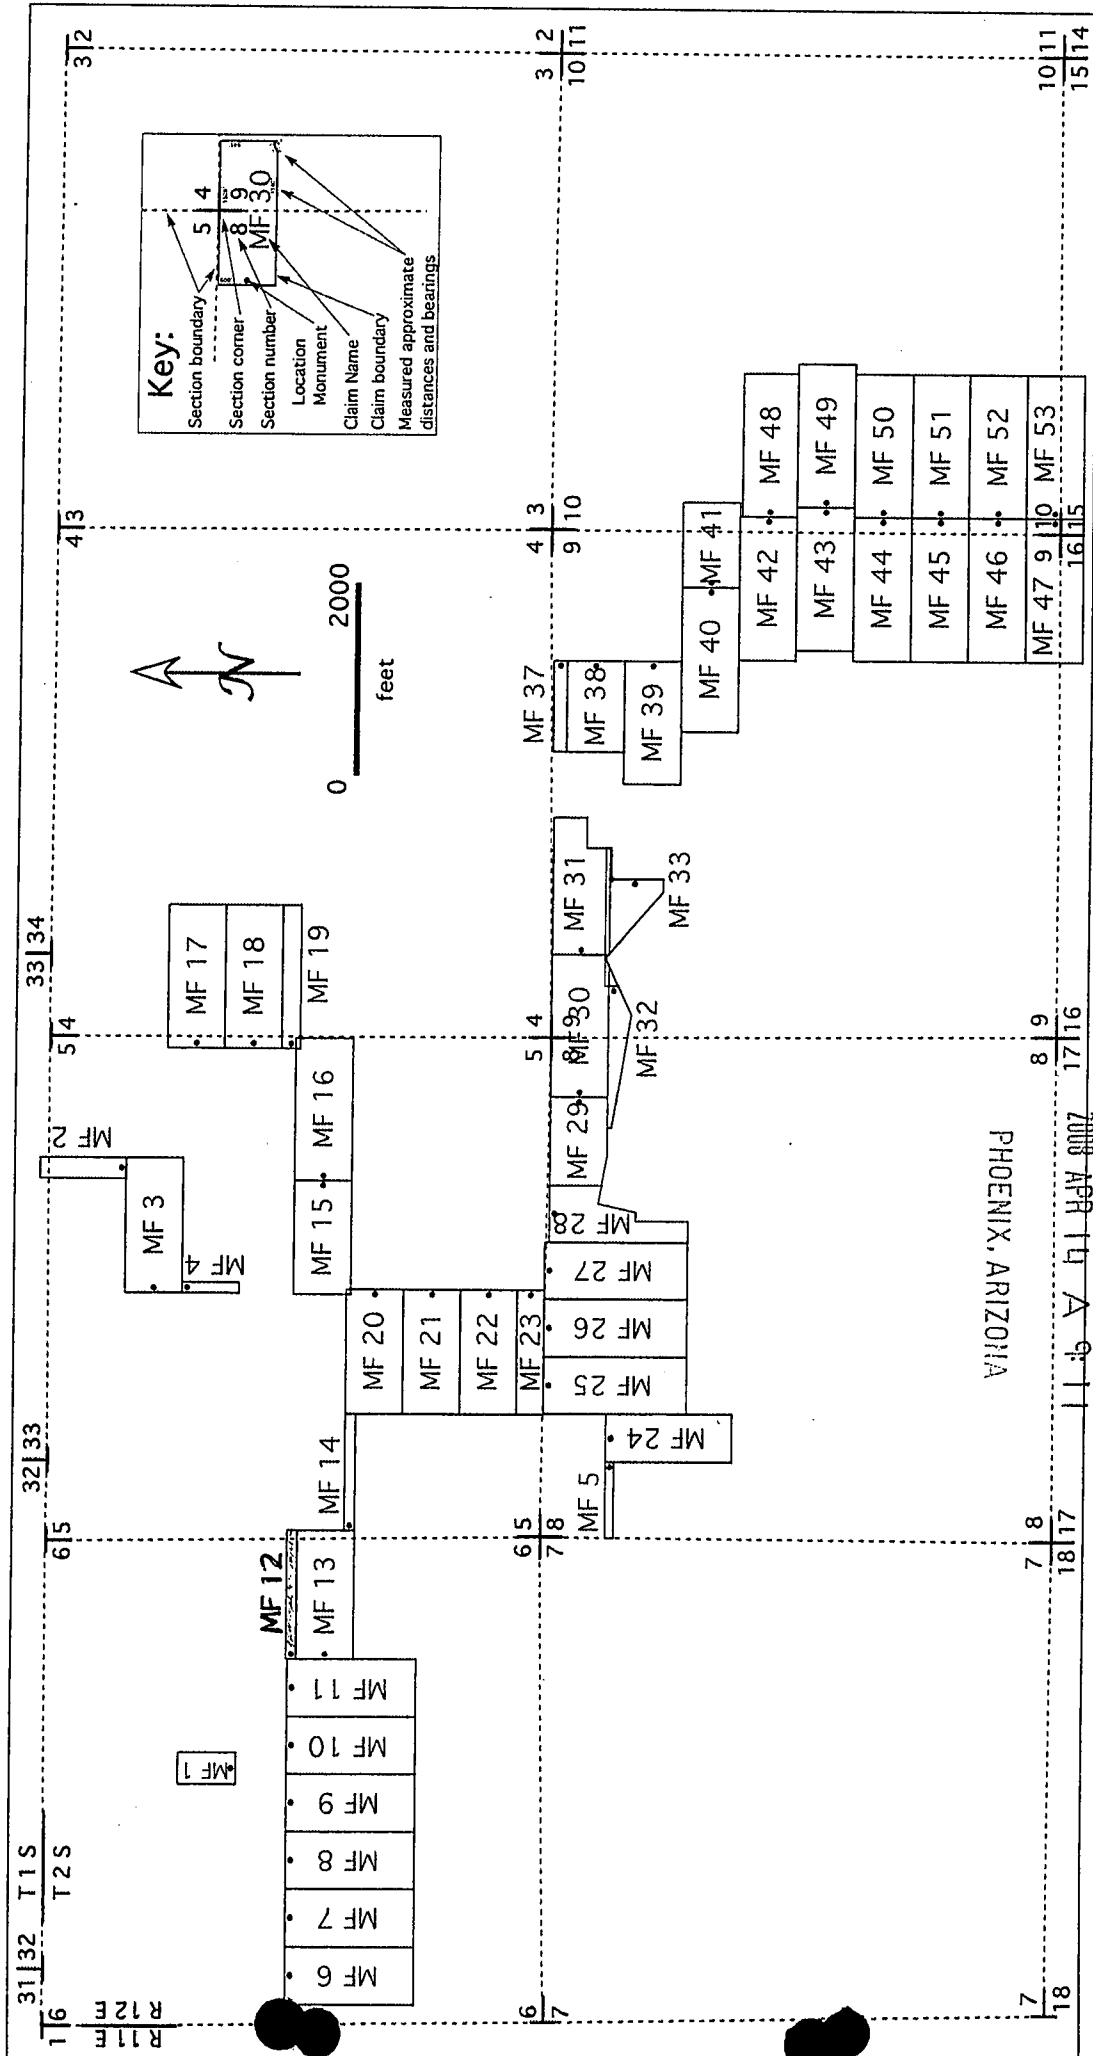 1|6
31|32
T1S
T2S
R11E
R12E
32|33
6|5
33|34
5|4
4|3
3|2
Key:
Section boundary
Section corner
Section number
Location
Monument
Claim Name
Claim boundary
Measured approximate
distances and bearings
5 4
8 9
MF 30
N
0 2000
feet
MF 1
MF 2
MF 3
MF 4
MF 17
MF 18
MF 19
MF 6
MF 7
MF 8
MF 9
MF 10
MF 11
MF 12
MF 13
MF 14
MF 15
MF 16
MF 20
MF 21
MF 22
MF 23
6
7
6 5
7 8
5 4
8 9
4 3
9 10
3 2
10 11
MF 5
MF 24
MF 25
MF 26
MF 27
MF 28
MF 29
MF 30
MF 31
MF 32
MF 33
MF 37
MF 38
MF 39
MF 40
MF 41
MF 42
MF 48
MF 43
MF 49
MF 44
MF 50
MF 45
MF 51
MF 46
MF 52
MF 47
MF 53
7
18
7 8
18 17
8 9
17 16
9 10
16 15
10 11
15 14
2008 APR 14 A 9: 11
PHOENIX, ARIZONA